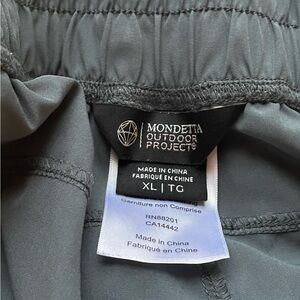 MONDETTA
OUTDOOR
PROJECT®
MADE IN CHINA
FABRIQUÉ EN CHINE
XL | TG
Garniture non Comprise
RN88201
CA14442
Made in China
Fabriqué en Chine